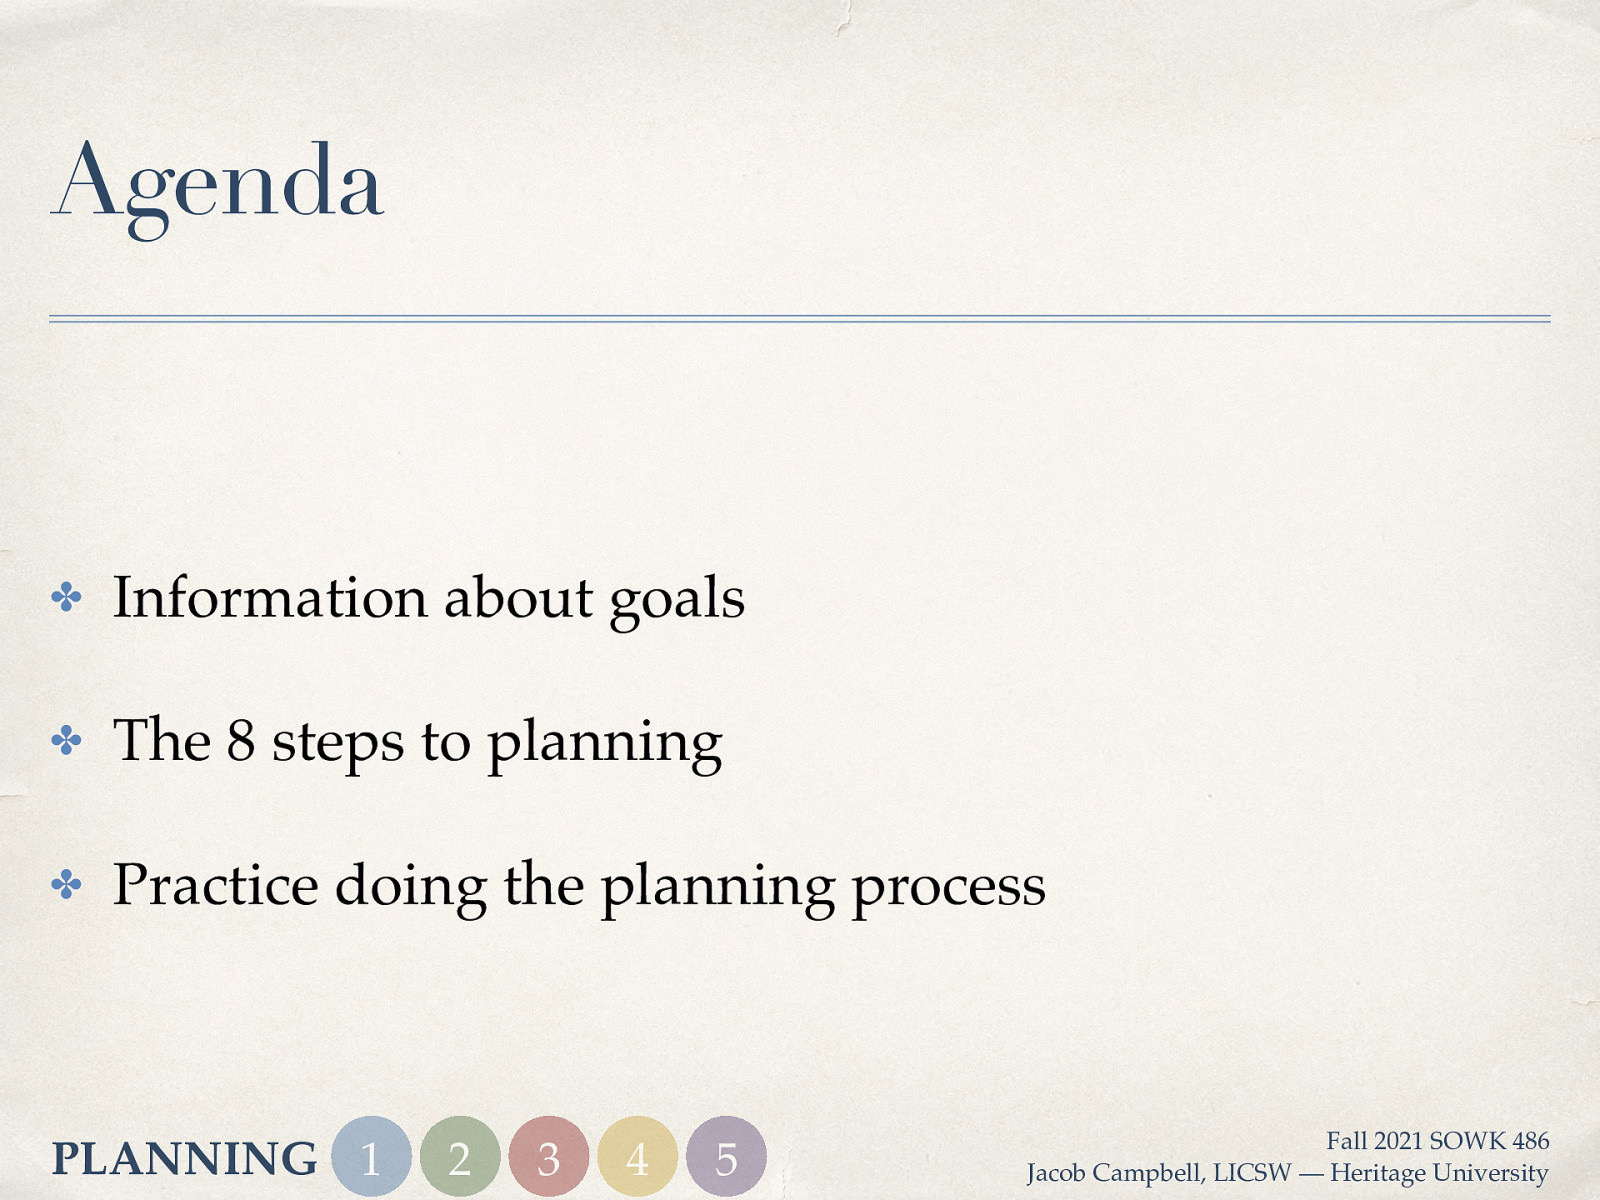 Agenda
✤ Information about goals
✤ The 8 steps to planning
✤ Practice doing the planning process
PLANNING 1 2 3 4 5
Fall 2021 SOWK 486
Jacob Campbell, LICSW — Heritage University